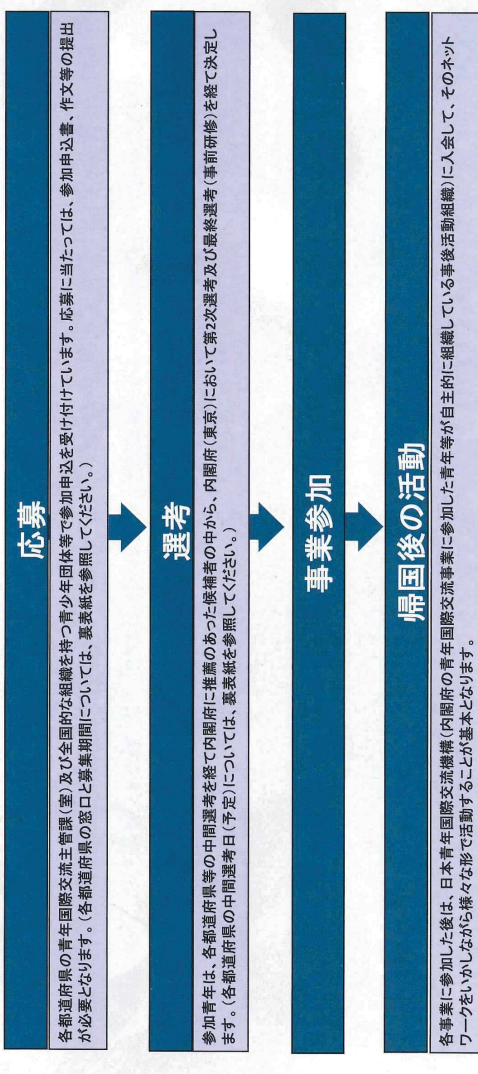 応募
各都道府県の青年国際交流主管課(室)及び全国的な組織を持つ青少年団体等で参加申込を受け付けています。応募に当たっては、参加申込書、作文等の提出
が必要となります。(各都道府県の窓口と募集期間については、裏表紙を参照してください。)
選考
参加青年は、各都道府県等の中間選考を経て内閣府に推薦のあった候補者の中から、内閣府(東京)において第2次選考及び最終選考(事前研修)を経て決定し
ます。(各都道府県の中間選考日(予定)については、裏表紙を参照してください。)
事業参加
帰国後の活動
各事業に参加した後は、日本青年国際交流機構(内閣府の青年国際交流事業に参加した青年等が自主的に組織している事後活動組織)に入会して、そのネット
ワークをいかしながら様々な形で活動することが基本となります。